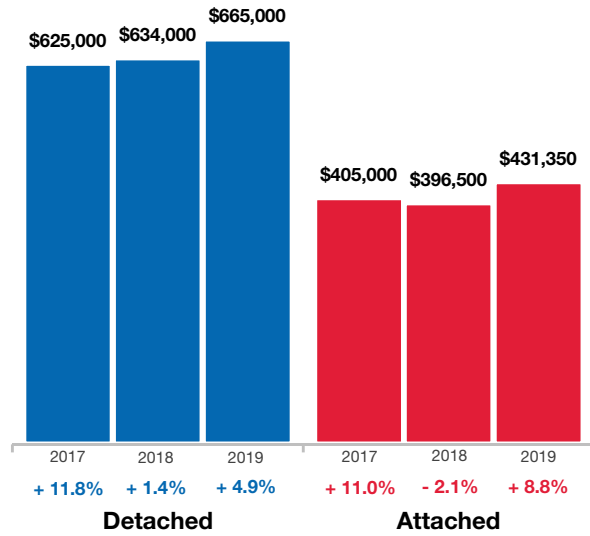 $625,000 $634,000 $665,000
$405,000 $396,500 $431,350
2017 2018 2019 2017 2018 2019
+ 11.8% + 1.4% + 4.9% + 11.0% - 2.1% + 8.8%
Detached Attached